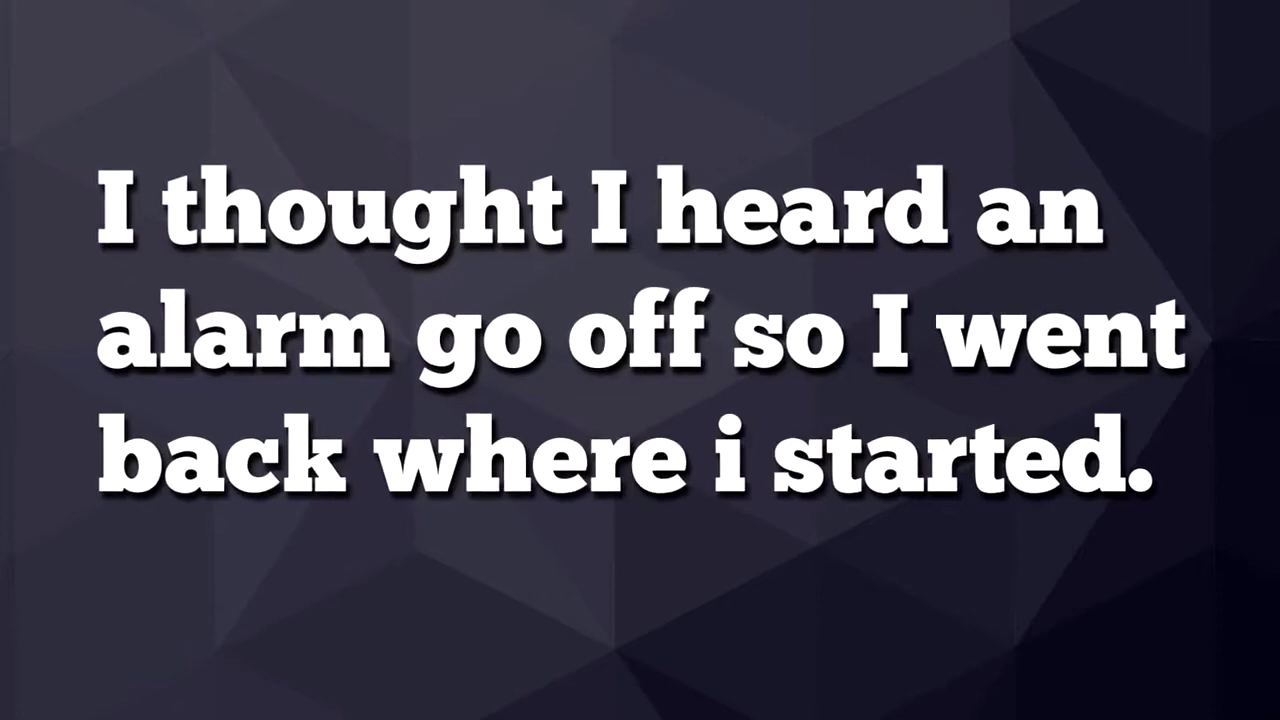 I thought I heard an
alarm go off so I went
back where i started.